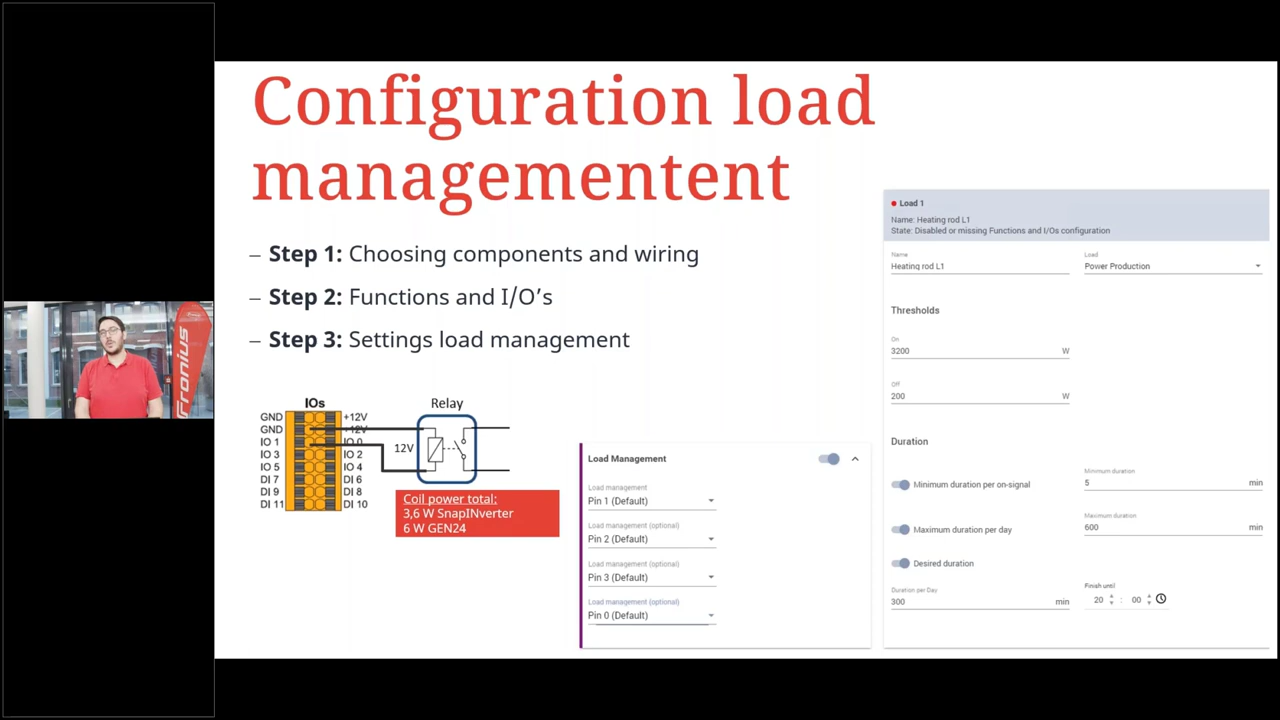 Configuration load
managementent
– Step 1: Choosing components and wiring
– Step 2: Functions and I/O’s
– Step 3: Settings load management
IOs
Relay
GND +12V
GND +12V
IO 1 IO 0
IO 3 IO 2
IO 5 IO 4
DI 7 DI 6
DI 9 DI 8
DI 11 DI 10
12V
Coil power total:
3,6 W SnapINverter
6 W GEN24
Load Management
Load management
Pin 1 (Default)
Load management (optional)
Pin 2 (Default)
Load management (optional)
Pin 3 (Default)
Load management (optional)
Pin 0 (Default)
Load 1
Name: Heating rod L1
State: Disabled or missing Functions and I/Os configuration
Name Load
Heating rod L1 Power Production
Thresholds
On
3200 W
Off
200 W
Duration
Minimum duration per on-signal
Minimum duration
5 min
Maximum duration per day
Maximum duration
600 min
Desired duration
Duration per Day
300 min
Finish until
20 : 00
Fronius